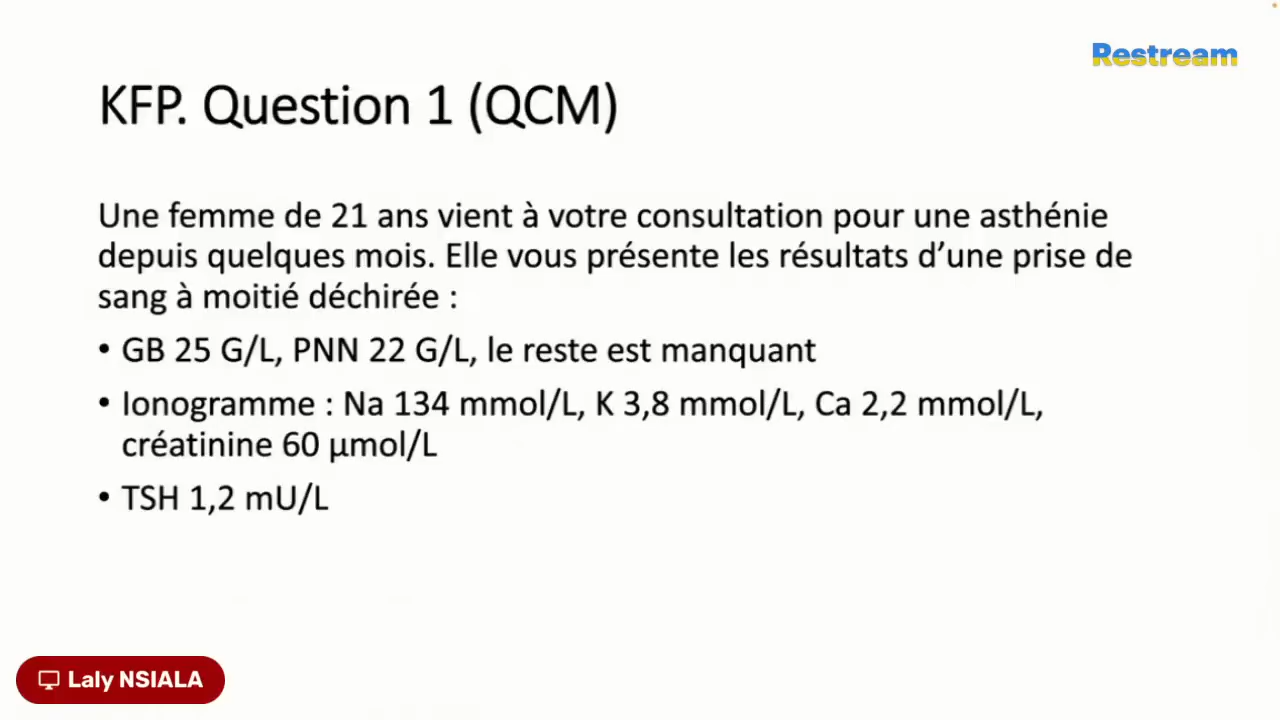 Restream
KFP. Question 1 (QCM)
Une femme de 21 ans vient à votre consultation pour une asthénie
depuis quelques mois. Elle vous présente les résultats d’une prise de
sang à moitié déchirée :
• GB 25 G/L, PNN 22 G/L, le reste est manquant
• Ionogramme : Na 134 mmol/L, K 3,8 mmol/L, Ca 2,2 mmol/L,
créatinine 60 µmol/L
• TSH 1,2 mU/L
Laly NSIALA